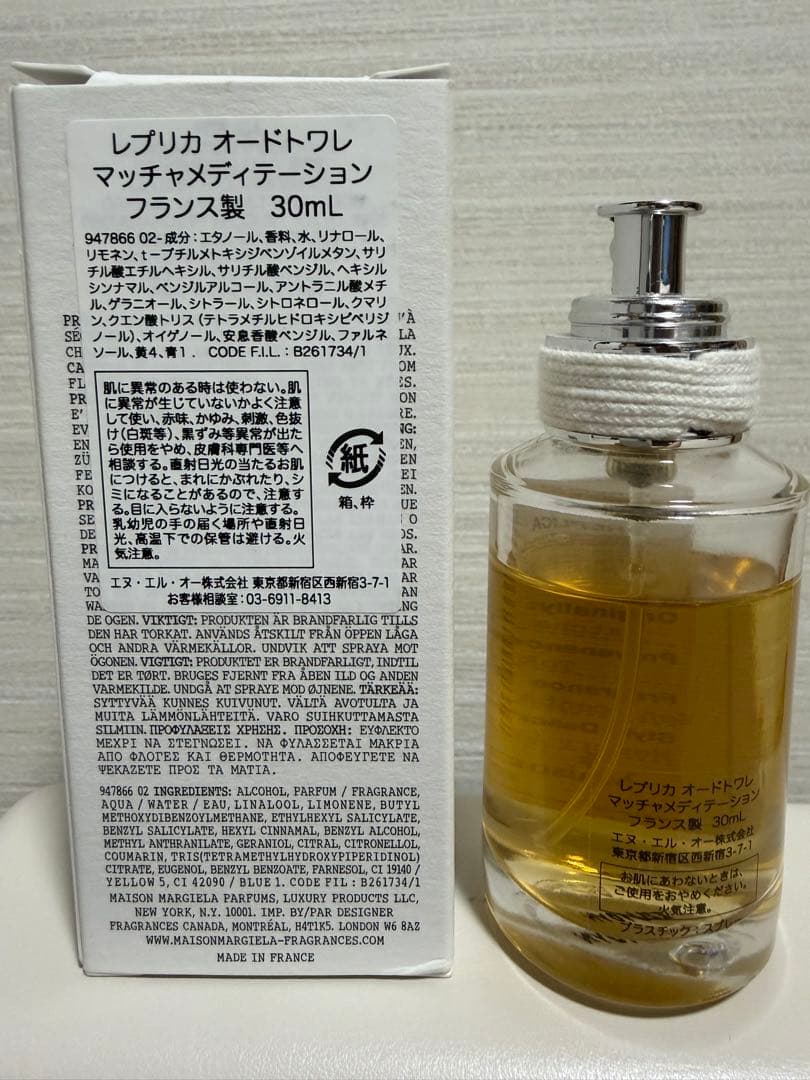 レプリカ オードトワレ
マッチャメディテーション
フランス製 30mL
947866 02-成分：エタノール、香料、水、リナロール、
リモネン、t－ブチルメトキシジベンゾイルメタン、サリ
チル酸エチルヘキシル、サリチル酸ベンジル、ヘキシル
シンナマル、ベンジルアルコール、アントラニル酸メチ
ル、ゲラニオール、シトラール、シトロネロール、クマリ
ン、クエン酸トリス（テトラメチルヒドロキシピペリジ
ノール）、オイゲノール、安息香酸ベンジル、ファルネ
ソール、黄4、青1． CODE F.I.L.：B261734/1
肌に異常のある時は使わない。肌
に異常が生じていないかよく注意
して使い、赤味、かゆみ、刺激、色抜
け(白斑等)、黒ずみ等異常が出た
ら使用をやめ、皮膚科専門医等へ
相談する。直射日光の当たるお肌
につけると、まれにかぶれたり、シ
ミになることがあるので、注意す
る。目に入らないように注意する。
乳幼児の手の届く場所や直射日
光、高温下での保管は避ける。火
気注意。
紙
箱、枠
エヌ・エル・オー株式会社 東京都新宿区西新宿3-7-1
お客様相談室：03-6911-8413
DE OGEN. VIKTIGT: PRODUKTEN ÄR BRANDFARLIG TILLS
DEN HAR TORKAT. ANVÄNDS ÅTSKILT FRÅN ÖPPEN LÅGA
OCH ANDRA VÄRMEKÄLLOR. UNDVIK ATT SPRAYA MOT
ÖGONEN. VIGTIGT: PRODUKTET ER BRANDFARLIGT, INDTIL
DET ER TØRT. BRUGES FJERNT FRA ÅBEN ILD OG ANDEN
VARMEKILDE. UNDGÅ AT SPRAYE MOD ØJNENE. TÄRKEÄÄ:
SYTTYVÄÄ KUNNES KUIVUNUT. VÄLTÄ AVOTULTA JA
MUITA LÄMMÖNLÄHTEITÄ. VARO SUIHKUTTAMASTA
SILMIIN. ΠΡΟΦΥΛΑΞΕΙΣ ΧΡΗΣΗΣ. ΠΡΟΣΟΧΗ: ΕΥΦΛΕΚΤΟ
ΜΕΧΡΙ ΝΑ ΣΤΕΓΝΩΣΕΙ. ΝΑ ΦΥΛΑΣΣΕΤΑΙ ΜΑΚΡΙΑ
ΑΠΟ ΦΛΟΓΕΣ ΚΑΙ ΘΕΡΜΟΤΗΤΑ. ΑΠΟΦΕΥΓΕΤΕ ΝΑ
ΨΕΚΑΖΕΤΕ ΠΡΟΣ ΤΑ ΜΑΤΙΑ.
947866 02 INGREDIENTS: ALCOHOL, PARFUM / FRAGRANCE,
AQUA / WATER / EAU, LINALOOL, LIMONENE, BUTYL
METHOXYDIBENZOYLMETHANE, ETHYLHEXYL SALICYLATE,
BENZYL SALICYLATE, HEXYL CINNAMAL, BENZYL ALCOHOL,
METHYL ANTHRANILATE, GERANIOL, CITRAL, CITRONELLOL,
COUMARIN, TRIS(TETRAMETHYLHYDROXYPIPERIDINOL)
CITRATE, EUGENOL, BENZYL BENZOATE, FARNESOL, CI 19140 /
YELLOW 5, CI 42090 / BLUE 1. CODE FIL : B261734/1
MAISON MARGIELA PARFUMS, LUXURY PRODUCTS LLC,
NEW YORK, N.Y. 10001. IMP. BY/PAR DESIGNER
FRAGRANCES CANADA, MONTRÉAL, H4T1K5. LONDON W6 8AZ
WWW.MAISONMARGIELA-FRAGRANCES.COM
MADE IN FRANCE
レプリカ オードトワレ
マッチャメディテーション
フランス製 30mL
エヌ・エル・オー株式会社
東京都新宿区西新宿3-7-1
お肌にあわないときは、
ご使用をおやめください。
火気注意。
プラスチック：スプレー